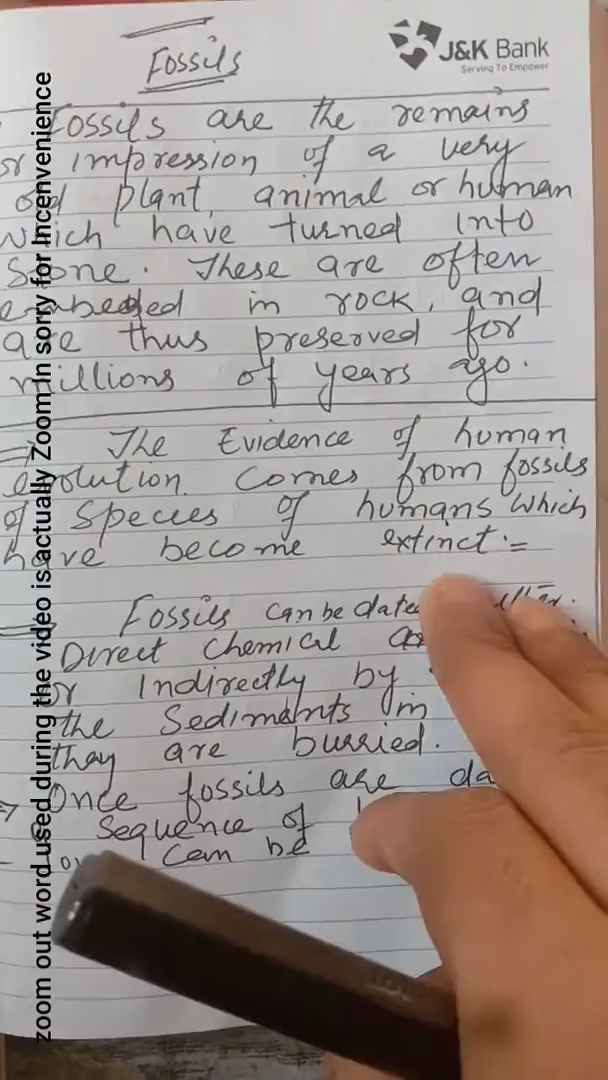 Fossils
J&K Bank
Serving To Empower
Fossils are the remains
or impression of a very
old plant, animal or human
which have turned into
Stone. These are often
in rock, and
are thus preserved for
millions of years ago.
⇒ The Evidence of human
evolution comes from fossils
of Species of humans which
have become extinct :=
Fossils can be dated
Direct chemical
or Indirectly by
the Sediments in
they are burried.
⇒ Once fossils are da
Sequence of
can be
zoom out word used during the video is actually Zoom in sorry for Incenvenience